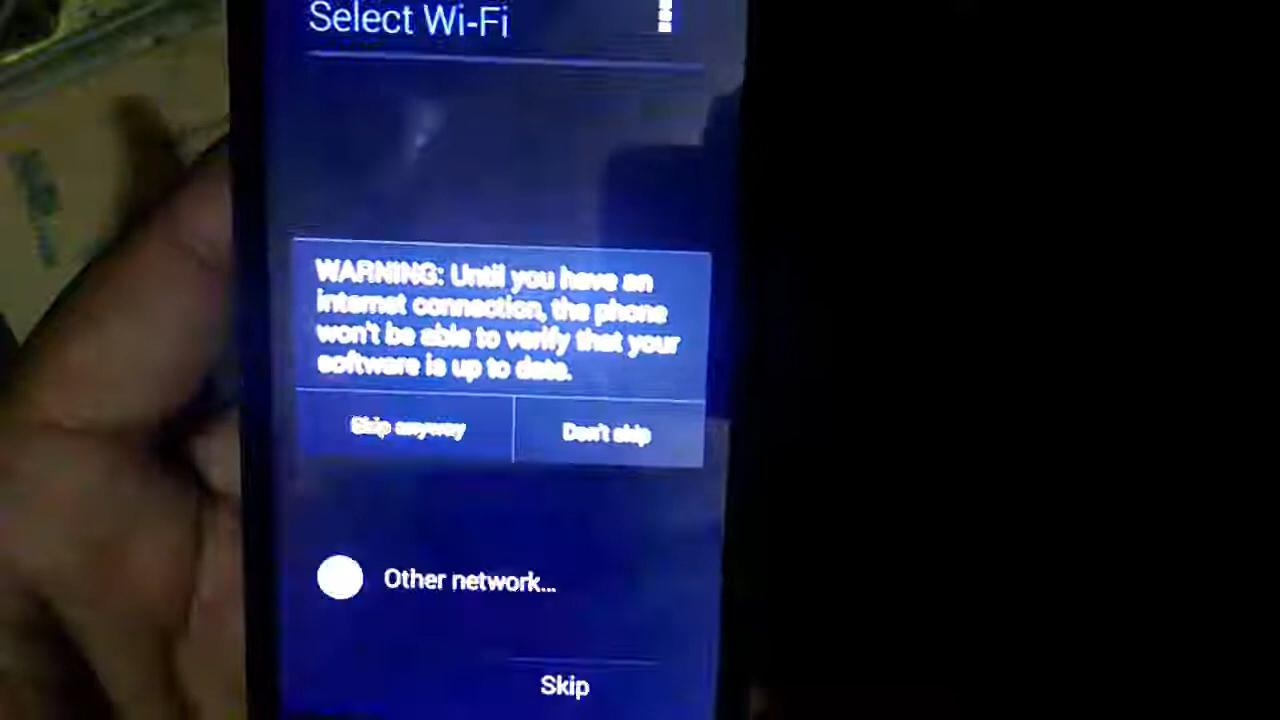 Select Wi-Fi
WARNING: Until you have an
internet connection, the phone
won't be able to verify that your
software is up to date.
Skip anyway
Don't skip
Other network...
Skip